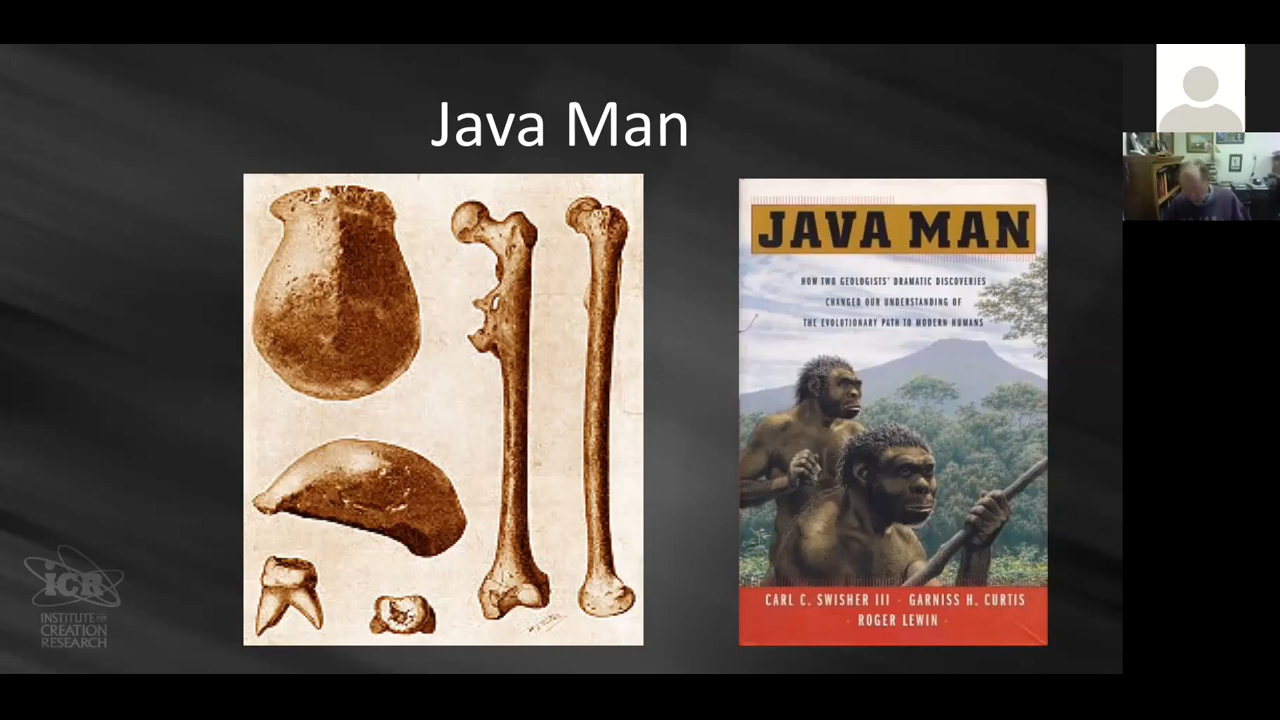 Java Man
JAVA MAN
HOW TWO GEOLOGISTS' DRAMATIC DISCOVERIES
CHANGED OUR UNDERSTANDING OF
THE EVOLUTIONARY PATH TO MODERN HUMANS
CARL C. SWISHER III · GARNISS H. CURTIS
· ROGER LEWIN ·
iCR
INSTITUTE FOR
CREATION
RESEARCH